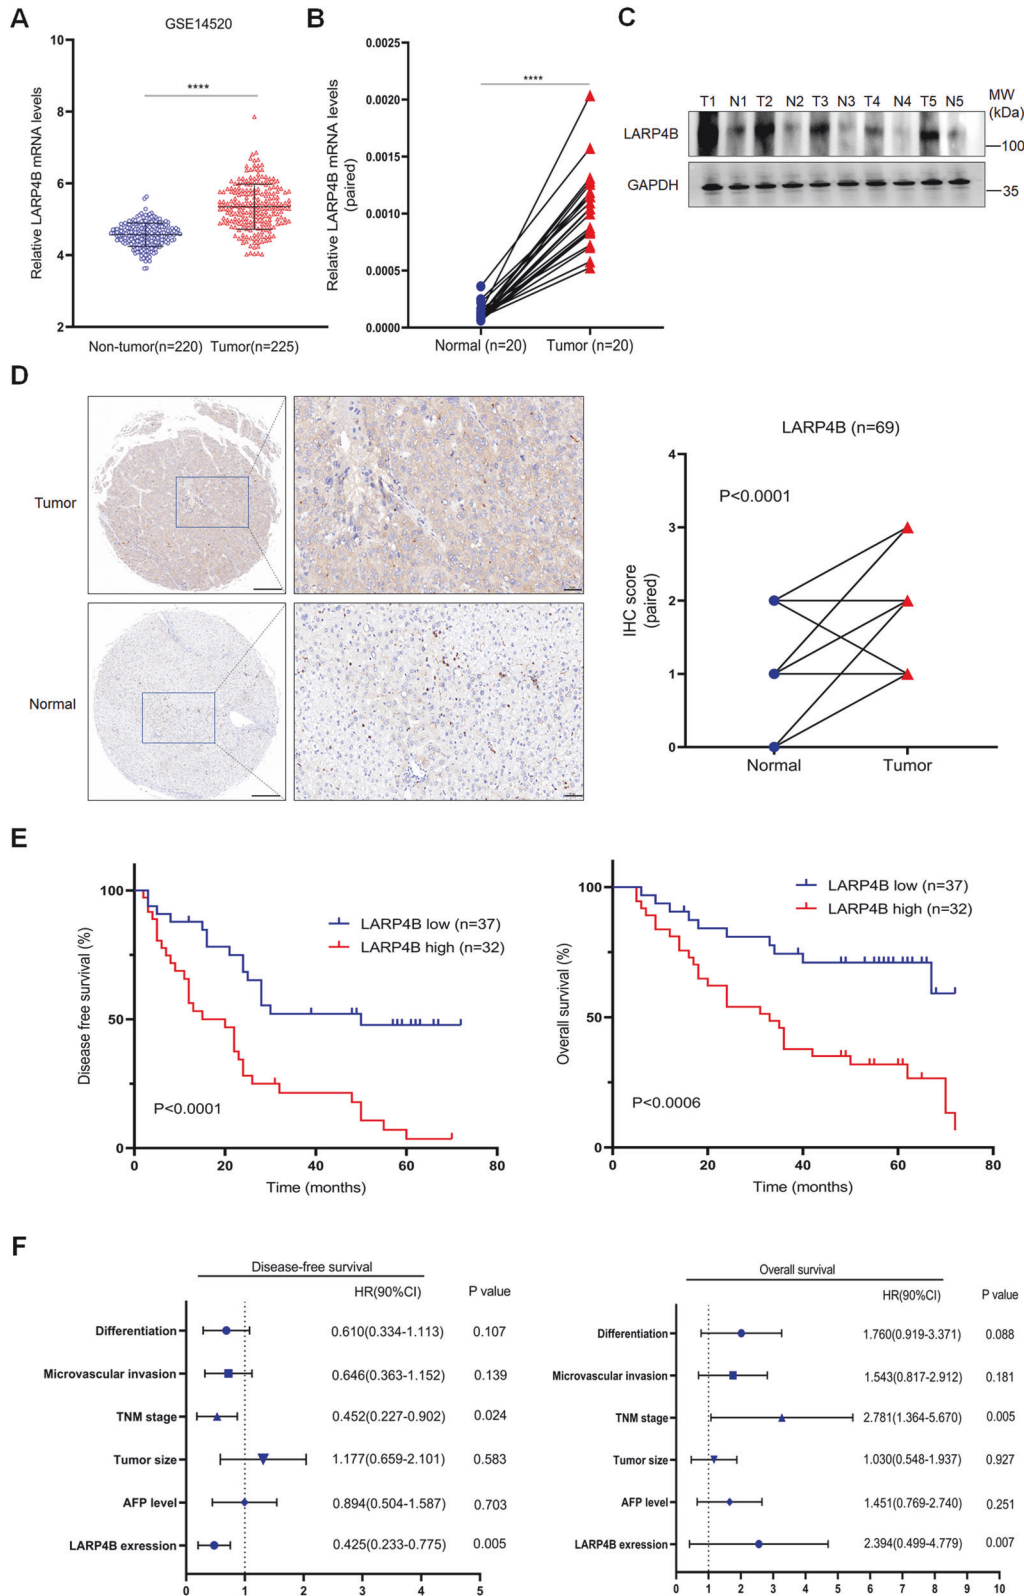 A
GSE14520
****
Relative LARP4B mRNA levels
10
8
6
4
2
Non-tumor(n=220) Tumor(n=225)
B
****
Relative LARP4B mRNA levels
(paired)
0.0025
0.0020
0.0015
0.0010
0.0005
0.0000
Normal (n=20) Tumor (n=20)
C
T1 N1 T2 N2 T3 N3 T4 N4 T5 N5
MW
(kDa)
LARP4B
100
GAPDH
35
D
Tumor
Normal
LARP4B (n=69)
P<0.0001
IHC score
(paired)
4
3
2
1
0
Normal Tumor
E
Disease free survival (%)
100
50
0
LARP4B low (n=37)
LARP4B high (n=32)
P<0.0001
0 20 40 60 80
Time (months)
Overall survival (%)
100
50
0
LARP4B low (n=37)
LARP4B high (n=32)
P<0.0006
0 20 40 60 80
Time (months)
F
Disease-free survival
HR(90%CI) P value
Differentiation 0.610(0.334-1.113) 0.107
Microvascular invasion 0.646(0.363-1.152) 0.139
TNM stage 0.452(0.227-0.902) 0.024
Tumor size 1.177(0.659-2.101) 0.583
AFP level 0.894(0.504-1.587) 0.703
LARP4B exression 0.425(0.233-0.775) 0.005
0 1 2 3 4 5
Overall survival
HR(90%CI) P value
Differentiation 1.760(0.919-3.371) 0.088
Microvascular invasion 1.543(0.817-2.912) 0.181
TNM stage 2.781(1.364-5.670) 0.005
Tumor size 1.030(0.548-1.937) 0.927
AFP level 1.451(0.769-2.740) 0.251
LARP4B exression 2.394(0.499-4.779) 0.007
0 1 2 3 4 5 6 7 8 9 10